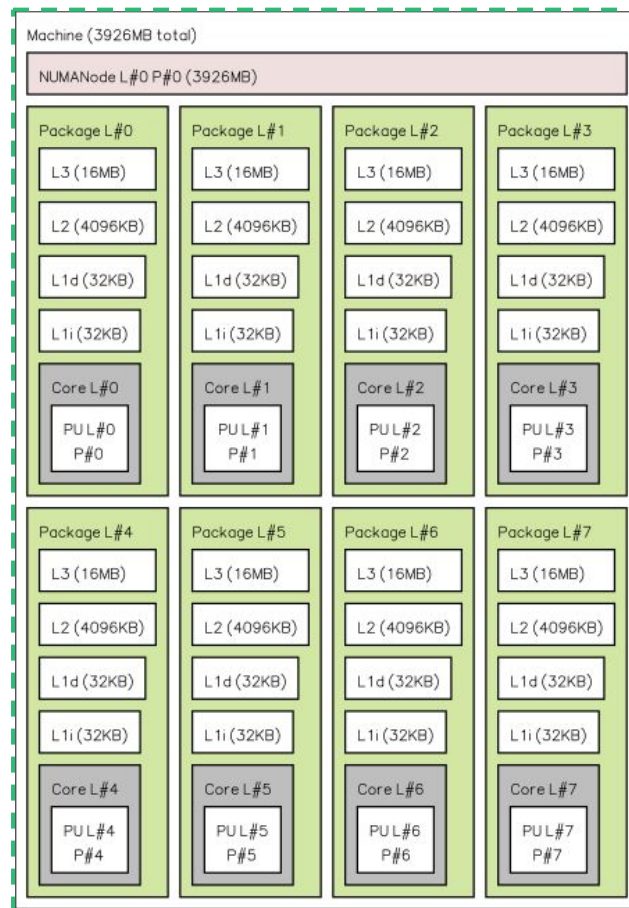 Machine (3926MB total)
NUMANode L#0 P#0 (3926MB)
Package L#0
L3 (16MB)
L2 (4096KB)
L1d (32KB)
L1i (32KB)
Core L#0
PU L#0
P#0
Package L#1
L3 (16MB)
L2 (4096KB)
L1d (32KB)
L1i (32KB)
Core L#1
PU L#1
P#1
Package L#2
L3 (16MB)
L2 (4096KB)
L1d (32KB)
L1i (32KB)
Core L#2
PU L#2
P#2
Package L#3
L3 (16MB)
L2 (4096KB)
L1d (32KB)
L1i (32KB)
Core L#3
PU L#3
P#3
Package L#4
L3 (16MB)
L2 (4096KB)
L1d (32KB)
L1i (32KB)
Core L#4
PU L#4
P#4
Package L#5
L3 (16MB)
L2 (4096KB)
L1d (32KB)
L1i (32KB)
Core L#5
PU L#5
P#5
Package L#6
L3 (16MB)
L2 (4096KB)
L1d (32KB)
L1i (32KB)
Core L#6
PU L#6
P#6
Package L#7
L3 (16MB)
L2 (4096KB)
L1d (32KB)
L1i (32KB)
Core L#7
PU L#7
P#7